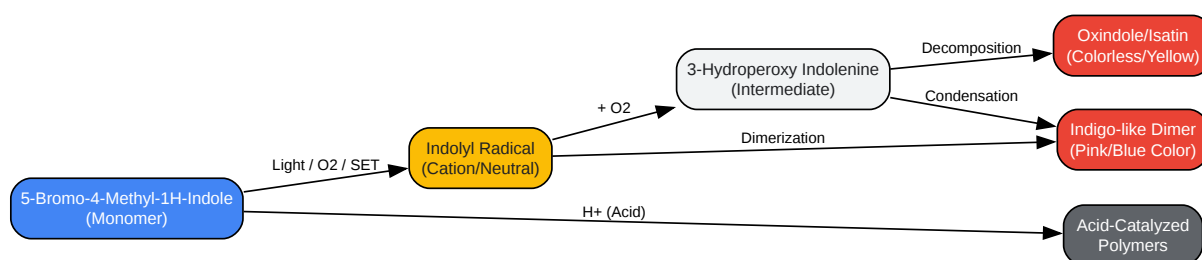 5-Bromo-4-Methyl-1H-Indole
(Monomer)
Light / O2 / SET
Indolyl Radical
(Cation/Neutral)
+ O2
3-Hydroperoxy Indolenine
(Intermediate)
Decomposition
Oxindole/Isatin
(Colorless/Yellow)
Condensation
Dimerization
Indigo-like Dimer
(Pink/Blue Color)
H+ (Acid)
Acid-Catalyzed
Polymers